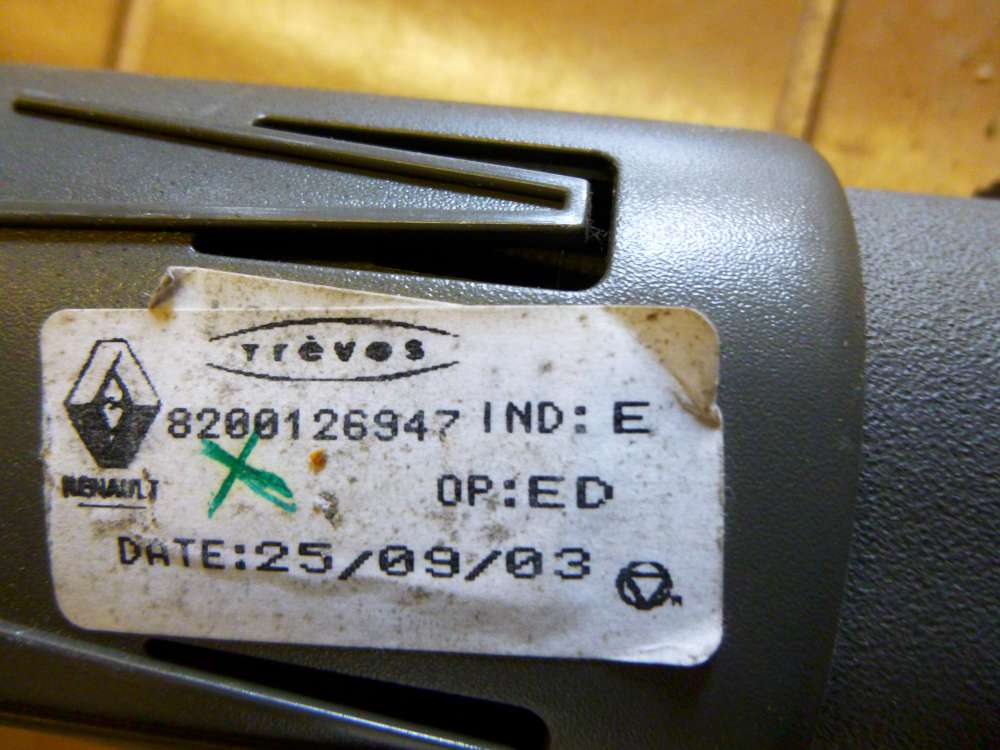 Trèves
8200126947 IND: E
RENAULT
OP:ED
DATE:25/09/03